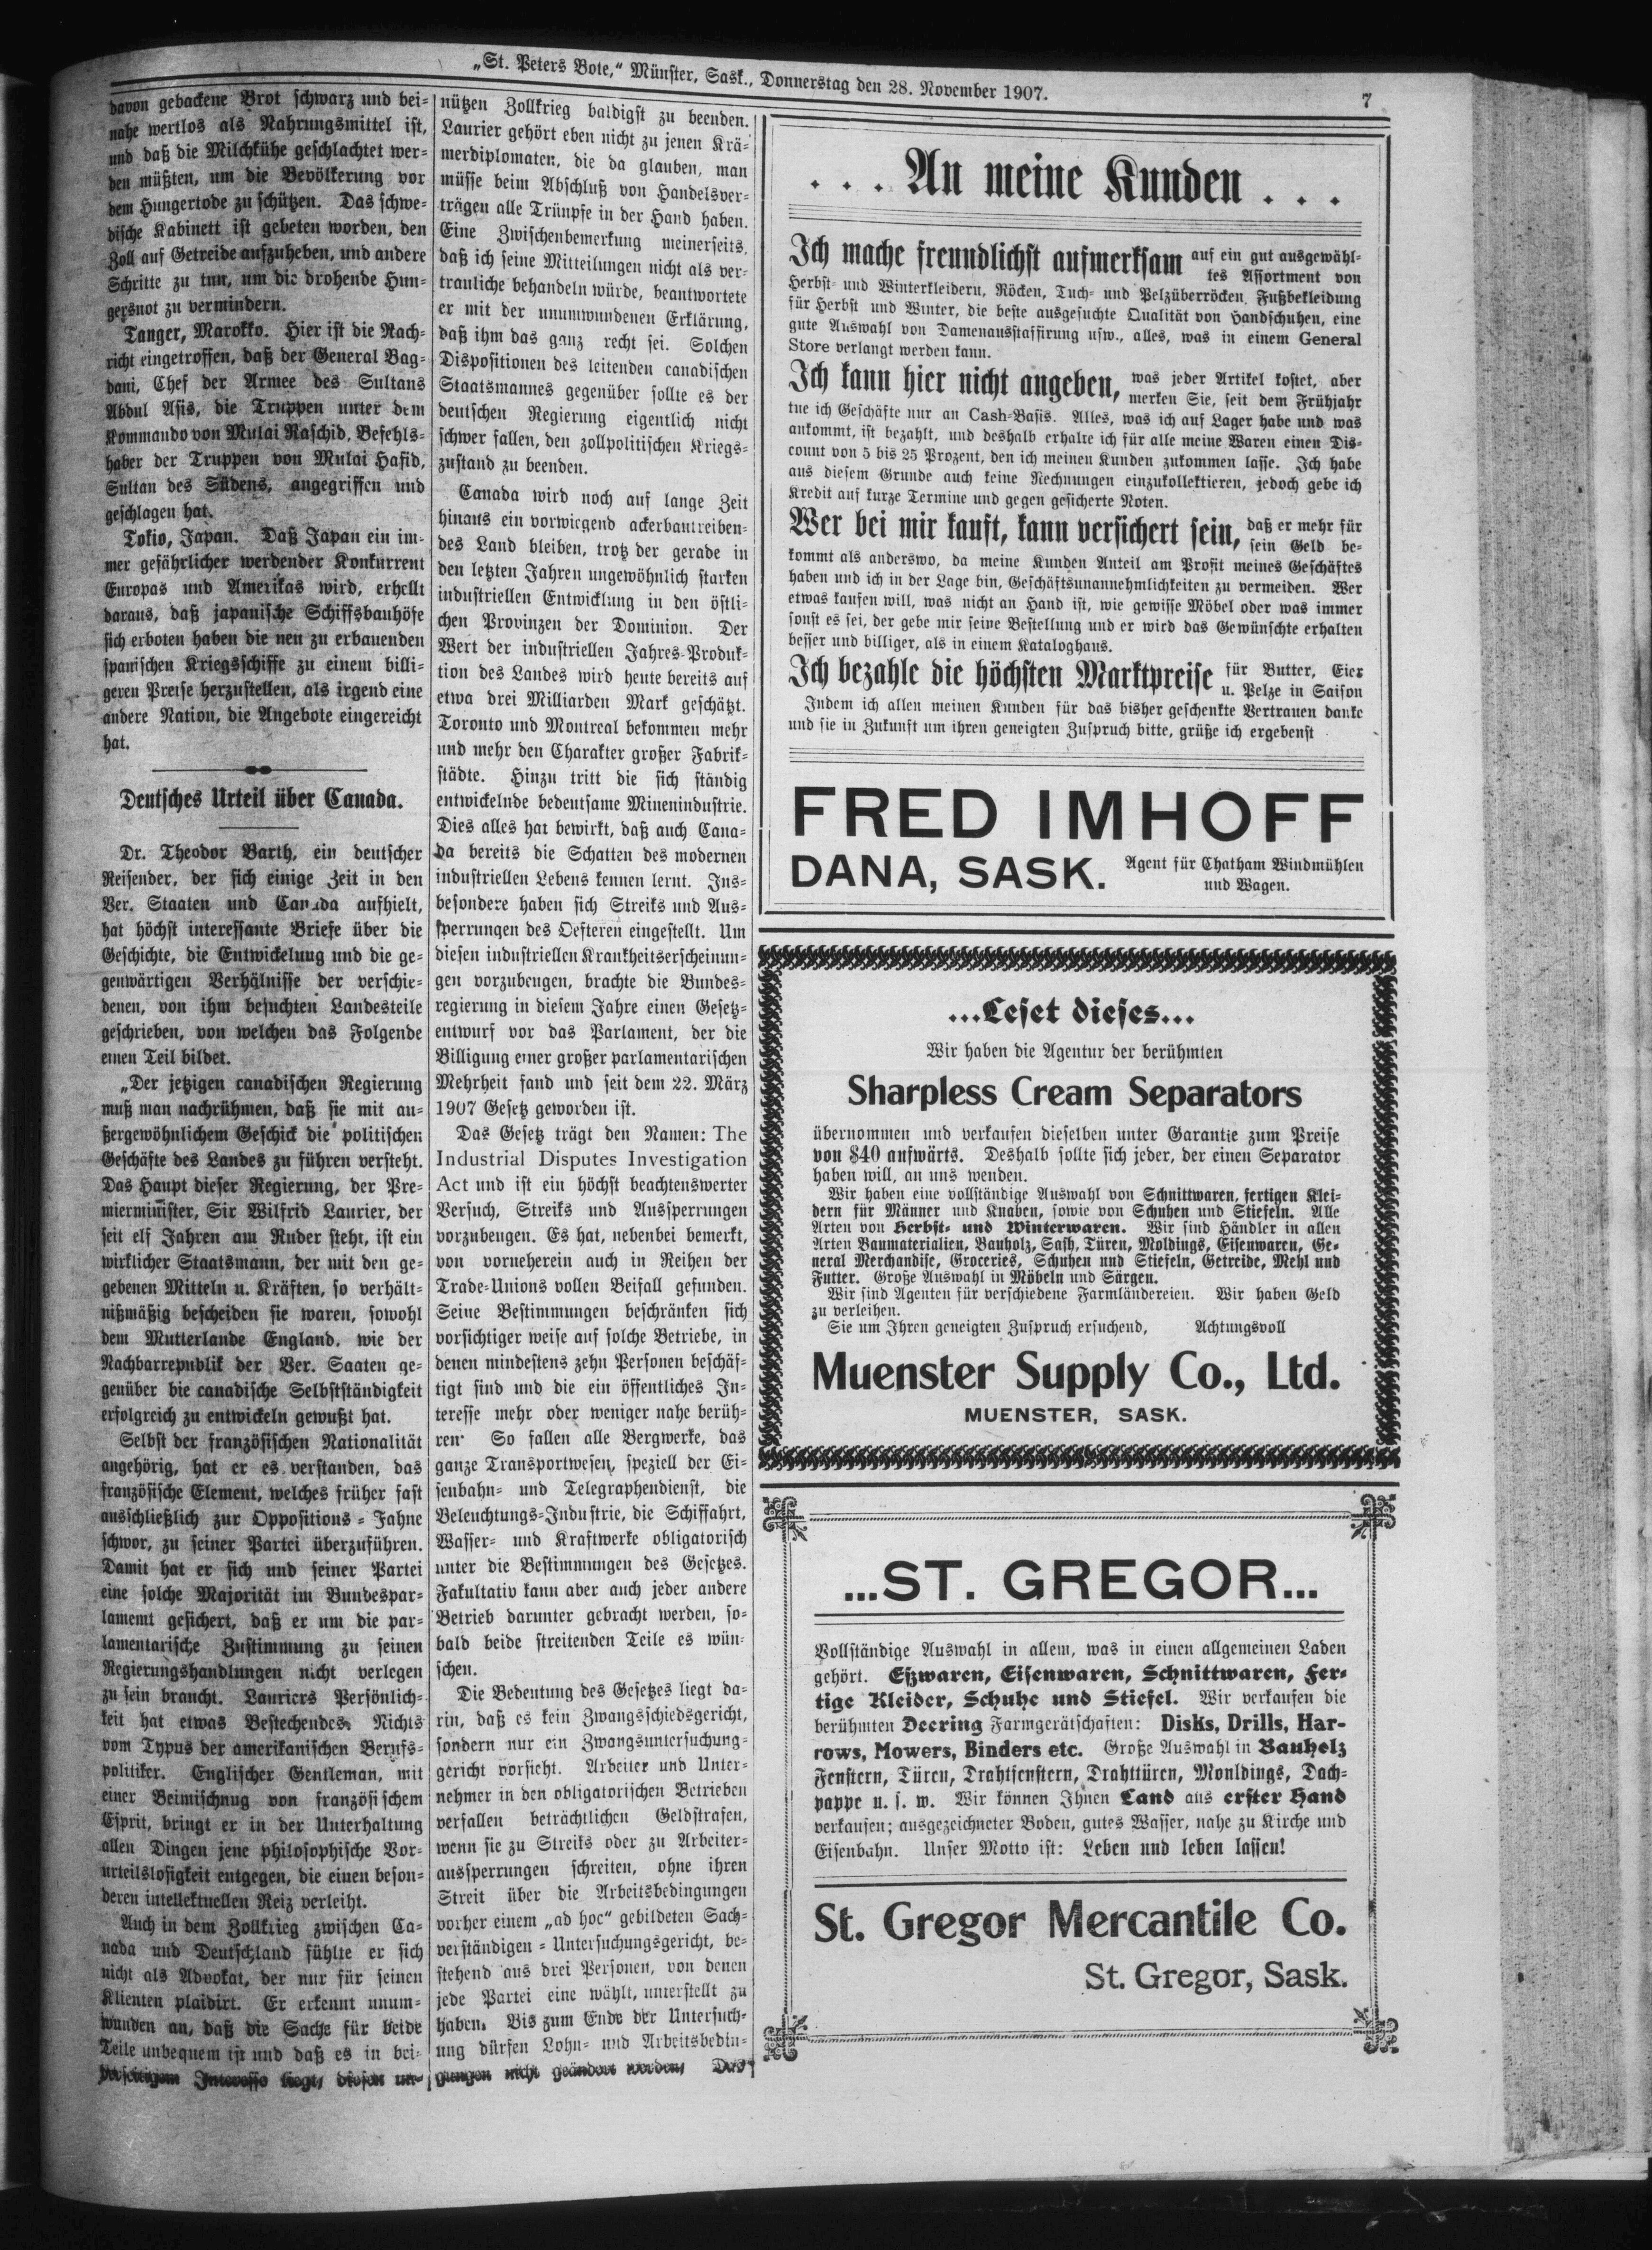 „St. Peters Bote,“ Münster, Sask., Donnerstag den 28. November 1907.
7
davon gebackene Brot schwarz und bei-
nahe wertlos als Nahrungsmittel ist,
und daß die Milchkühe geschlachtet wer-
den müßten, um die Bevölkerung vor
dem Hungertode zu schützen. Das schwe-
dische Kabinett ist gebeten worden, den
Zoll auf Getreide aufzuheben, und andere
Schritte zu tun, um die drohende Hun-
gersnot zu vermindern.
Tanger, Marokko. Hier ist die Nach-
richt eingetroffen, daß der General Bag-
dani, Chef der Armee des Sultans
Abdul Asis, die Truppen unter dem
Kommando von Mulai Raschid, Befehls-
haber der Truppen von Mulai Hafid,
Sultan des Südens, angegriffen und
geschlagen hat.
Tokio, Japan. Daß Japan ein im-
mer gefährlicher werdender Konkurrent
Europas und Amerikas wird, erhellt
daraus, daß japanische Schiffsbauhöfe
sich erboten haben die neu zu erbauenden
spanischen Kriegsschiffe zu einem billi-
geren Preise herzustellen, als irgend eine
andere Nation, die Angebote eingereicht
hat.
Deutsches Urteil über Canada.
Dr. Theodor Barth, ein deutscher
Reisender, der sich einige Zeit in den
Ver. Staaten und Canada aufhielt,
hat höchst interessante Briefe über die
Geschichte, die Entwickelung und die ge-
genwärtigen Verhälnisse der verschie-
denen, von ihm besuchten Landesteile
geschrieben, von welchen das Folgende
einen Teil bildet.
„Der jetzigen canadischen Regierung
muß man nachrühmen, daß sie mit au-
ßergewöhnlichem Geschick die politischen
Geschäfte des Landes zu führen versteht.
Das Haupt dieser Regierung, der Pre-
mierminister, Sir Wilfrid Laurier, der
seit elf Jahren am Ruder steht, ist ein
wirklicher Staatsmann, der mit den ge-
gebenen Mitteln u. Kräften, so verhält-
nißmäßig bescheiden sie waren, sowohl
dem Mutterlande England, wie der
Nachbarrepublik der Ver. Saaten ge-
genüber bie canadische Selbstständigkeit
erfolgreich zu entwickeln gewußt hat.
Selbst der französischen Nationalität
angehörig, hat er es verstanden, das
französische Element, welches früher fast
ausschließlich zur Oppositions-Fahne
schwor, zu seiner Partei überzuführen.
Damit hat er sich und seiner Partei
eine solche Majorität im Bundespar-
lamemt gesichert, daß er um die par-
lamentarische Zustimmung zu seinen
Regierungshandlungen nicht verlegen
zu sein braucht. Lauriers Persönlich-
keit hat etwas Bestechendes. Nichts
vom Typus der amerikanischen Berufs-
politiker. Englischer Gentleman, mit
einer Beimischnug von französischem
Esprit, bringt er in der Unterhaltung
allen Dingen jene philosophische Vor-
urteilslosigkeit entgegen, die einen beson-
deren intellektuellen Reiz verleiht.
Auch in dem Zollkrieg zwischen Ca-
nada und Deutschland fühlte er sich
nicht als Advokat, der nur für seinen
Klienten plaidirt. Er erkennt unum-
wunden an, daß die Sache für beide
Teile unbequem ist und daß es in bei-
derseitigem Interesse liegt, diesen un-
nützen Zollkrieg baldigst zu beenden.
Laurier gehört eben nicht zu jenen Krä-
merdiplomaten, die da glauben, man
müsse beim Abschluß von Handelsver-
trägen alle Trümpfe in der Hand haben.
Eine Zwischenbemerkung meinerseits,
daß ich seine Mitteilungen nicht als ver-
trauliche behandeln würde, beantwortete
er mit der unumwundenen Erklärung,
daß ihm das ganz recht sei. Solchen
Dispositionen des leitenden canadischen
Staatsmannes gegenüber sollte es der
deutschen Regierung eigentlich nicht
schwer fallen, den zollpolitischen Kriegs-
zustand zu beenden.
Canada wird noch auf lange Zeit
hinaus ein vorwiegend ackerbautreiben-
des Land bleiben, trotz der gerade in
den letzten Jahren ungewöhnlich starken
industriellen Entwicklung in den östli-
chen Provinzen der Dominion. Der
Wert der industriellen Jahres-Produk-
tion des Landes wird heute bereits auf
etwa drei Milliarden Mark geschätzt.
Toronto und Montreal bekommen mehr
und mehr den Charakter großer Fabrik-
städte. Hinzu tritt die sich ständig
entwickelnde bedeutsame Minenindustrie.
Dies alles hat bewirkt, daß auch Cana-
da bereits die Schatten des modernen
industriellen Lebens kennen lernt. Ins-
besondere haben sich Streiks und Aus-
sperrungen des Oefteren eingestellt. Um
diesen industriellen Krankheitserscheinun-
gen vorzubeugen, brachte die Bundes-
regierung in diesem Jahre einen Gesetz-
entwurf vor das Parlament, der die
Billigung einer großer parlamentarischen
Mehrheit fand und seit dem 22. März
1907 Gesetz geworden ist.
Das Gesetz trägt den Namen: The
Industrial Disputes Investigation
Act und ist ein höchst beachtenswerter
Versuch, Streiks und Aussperrungen
vorzubeugen. Es hat, nebenbei bemerkt,
von vorneherein auch in Reihen der
Trade-Unions vollen Beifall gefunden.
Seine Bestimmungen beschränken sich
vorsichtiger weise auf solche Betriebe, in
denen mindestens zehn Personen beschäf-
tigt sind und die ein öffentliches In-
teresse mehr oder weniger nahe berüh-
ren. So fallen alle Bergwerke, das
ganze Transportwesen, speziell der Ei-
senbahn- und Telegraphendienst, die
Beleuchtungs-Industrie, die Schiffahrt,
Wasser- und Kraftwerke obligatorisch
unter die Bestimmungen des Gesetzes.
Fakultativ kann aber auch jeder andere
Betrieb darunter gebracht werden, so-
bald beide streitenden Teile es wün-
schen.
Die Bedeutung des Gesetzes liegt da-
rin, daß es kein Zwangsschiedsgericht,
sondern nur ein Zwangsuntersuchung-
gericht vorsieht. Arbeiter und Unter-
nehmer in den obligatorischen Betrieben
verfallen beträchtlichen Geldstrafen,
wenn sie zu Streiks oder zu Arbeiter-
aussperrungen schreiten, ohne ihren
Streit über die Arbeitsbedingungen
vorher einem „ad hoc“ gebildeten Sach-
verständigen-Untersuchungsgericht, be-
stehend aus drei Personen, von denen
jede Partei eine wählt, unterstellt zu
haben. Bis zum Ende der Untersuch-
ung dürfen Lohn- und Arbeitsbedin-
gungen nicht geändert werden. Das
. . . An meine Kunden . . .
Ich mache freundlichst aufmerksam auf ein gut ausgewähl-
tes Assortment von
Herbst- und Winterkleidern, Röcken, Tuch- und Pelzüberröcken, Fußbekleidung
für Herbst und Winter, die beste ausgesuchte Qualität von Handschuhen, eine
gute Auswahl von Damenausstaffirung usw., alles, was in einem General
Store verlangt werden kann.
Ich kann hier nicht angeben, was jeder Artikel kostet, aber
merken Sie, seit dem Frühjahr
tue ich Geschäfte nur an Cash-Basis. Alles, was ich auf Lager habe und was
ankommt, ist bezahlt, und deshalb erhalte ich für alle meine Waren einen Dis-
count von 5 bis 25 Prozent, den ich meinen Kunden zukommen lasse. Ich habe
aus diesem Grunde auch keine Rechnungen einzukollektieren, jedoch gebe ich
Kredit auf kurze Termine und gegen gesicherte Noten.
Wer bei mir kauft, kann versichert sein, daß er mehr für
sein Geld be-
kommt als anderswo, da meine Kunden Anteil am Profit meines Geschäftes
haben und ich in der Lage bin, Geschäftsunannehmlichkeiten zu vermeiden. Wer
etwas kaufen will, was nicht an Hand ist, wie gewisse Möbel oder was immer
sonst es sei, der gebe mir seine Bestellung und er wird das Gewünschte erhalten
besser und billiger, als in einem Kataloghaus.
Ich bezahle die höchsten Marktpreise für Butter, Eier
u. Pelze in Saison
Indem ich allen meinen Kunden für das bisher geschenkte Vertrauen danke
und sie in Zukunft um ihren geneigten Zuspruch bitte, grüße ich ergebenst
FRED IMHOFF
DANA, SASK. Agent für Chatham Windmühlen
und Wagen.
...Leset dieses...
Wir haben die Agentur der berühmten
Sharpless Cream Separators
übernommen und verkaufen dieselben unter Garantie zum Preise
von $40 aufwärts. Deshalb sollte sich jeder, der einen Separator
haben will, an uns wenden.
Wir haben eine vollständige Auswahl von Schnittwaren, fertigen Klei-
dern für Männer und Knaben, sowie von Schuhen und Stiefeln. Alle
Arten von Herbst- und Winterwaren. Wir sind Händler in allen
Arten Baumaterialien, Bauholz, Sash, Türen, Moldings, Eisenwaren, Ge-
neral Merchandise, Groceries, Schuhen und Stiefeln, Getreide, Mehl und
Futter. Große Auswahl in Möbeln und Särgen.
Wir sind Agenten für verschiedene Farmländereien. Wir haben Geld
zu verleihen.
Sie um Ihren geneigten Zuspruch ersuchend, Achtungsvoll
Muenster Supply Co., Ltd.
MUENSTER, SASK.
...ST. GREGOR...
Vollständige Auswahl in allem, was in einen allgemeinen Laden
gehört. Eßwaren, Eisenwaren, Schnittwaren, Fer-
tige Kleider, Schuhe und Stiefel. Wir verkaufen die
berühmten Deering Farmgerätschaften: Disks, Drills, Har-
rows, Mowers, Binders etc. Große Auswahl in Bauholz
Fenstern, Türen, Drahtfenstern, Drahttüren, Monldings, Dach-
pappe u. s. w. Wir können Ihnen Land aus erster Hand
verkaufen; ausgezeichneter Boden, gutes Wasser, nahe zu Kirche und
Eisenbahn. Unser Motto ist: Leben und leben lassen!
St. Gregor Mercantile Co.
St. Gregor, Sask.